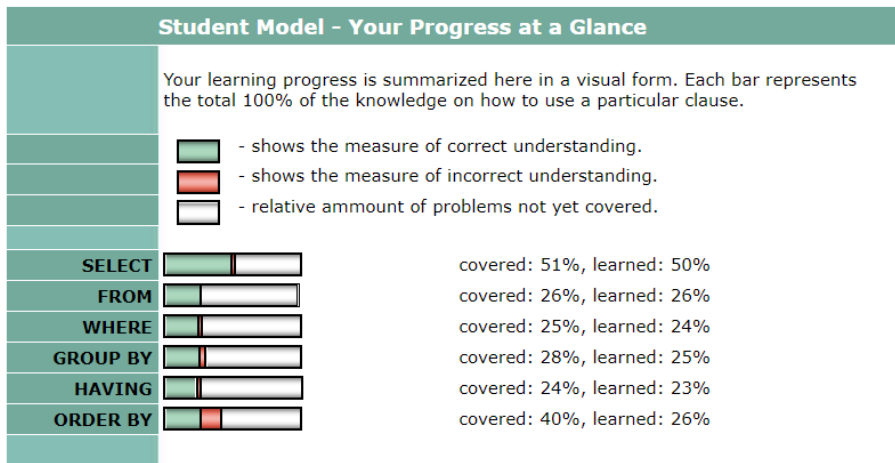 Student Model - Your Progress at a Glance
Your learning progress is summarized here in a visual form. Each bar represents
the total 100% of the knowledge on how to use a particular clause.
- shows the measure of correct understanding.
- shows the measure of incorrect understanding.
- relative ammount of problems not yet covered.
SELECT covered: 51%, learned: 50%
FROM covered: 26%, learned: 26%
WHERE covered: 25%, learned: 24%
GROUP BY covered: 28%, learned: 25%
HAVING covered: 24%, learned: 23%
ORDER BY covered: 40%, learned: 26%